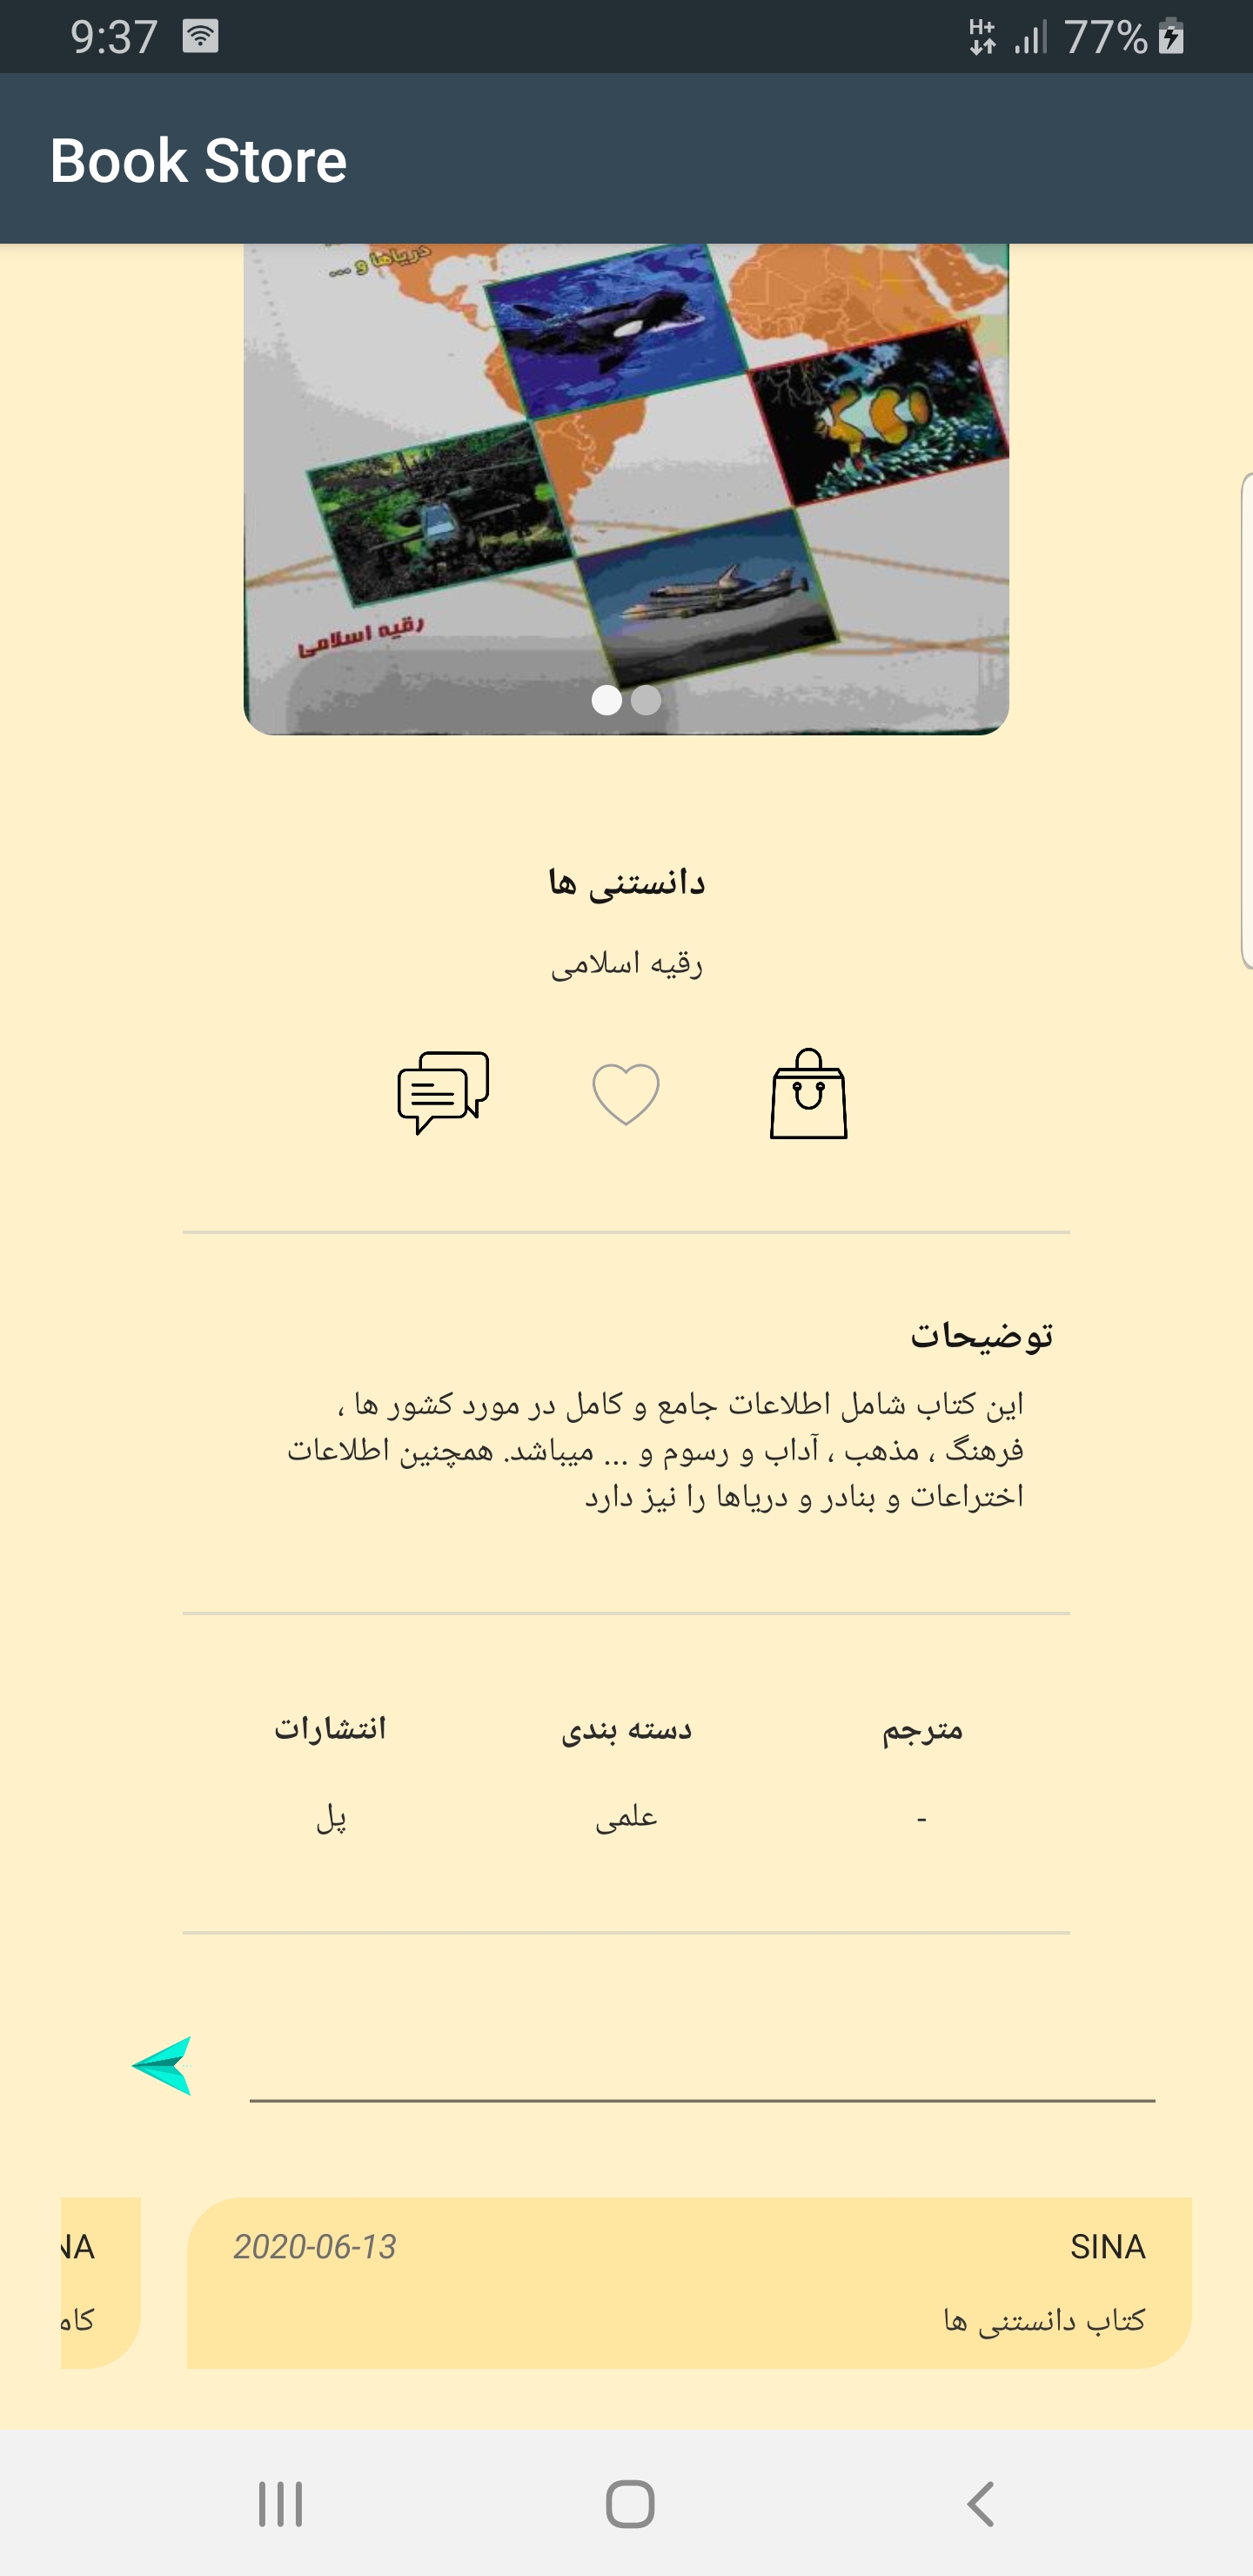 9:37
H+
77%
Book Store
دریاها و ...
رقیه اسلامی
دانستنی ها
رقیه اسلامی
توضیحات
این کتاب شامل اطلاعات جامع و کامل در مورد کشور ها ،
فرهنگ ، مذهب ، آداب و رسوم و ... میباشد. همچنین اطلاعات
اختراعات و بنادر و دریاها را نیز دارد
مترجم دسته بندی انتشارات
- علمی پل
SINA 2020-06-13
کتاب دانستنی ها
NA
کام